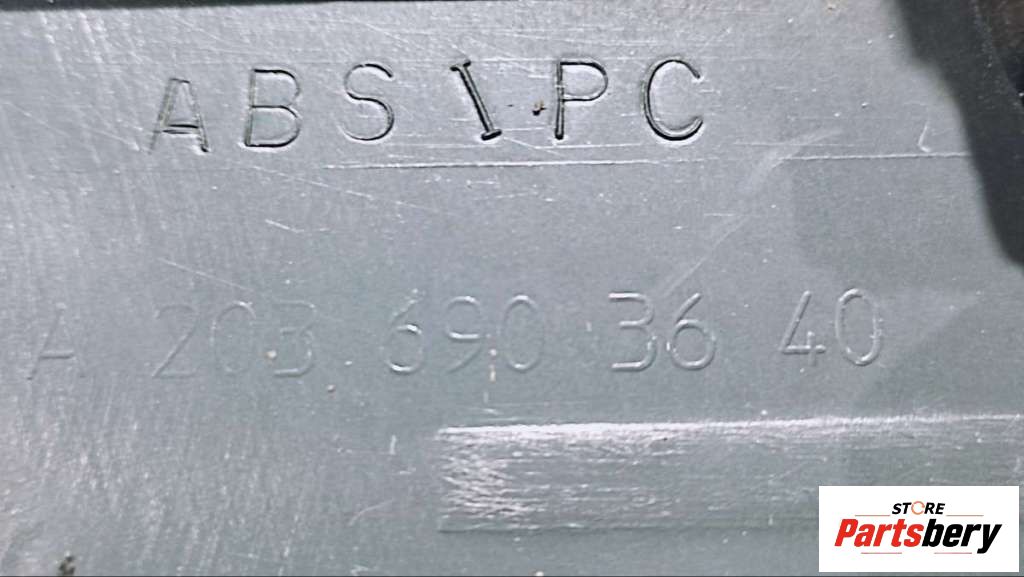 ABS I PC
A 203 690 36 40
STORE
Partsbery